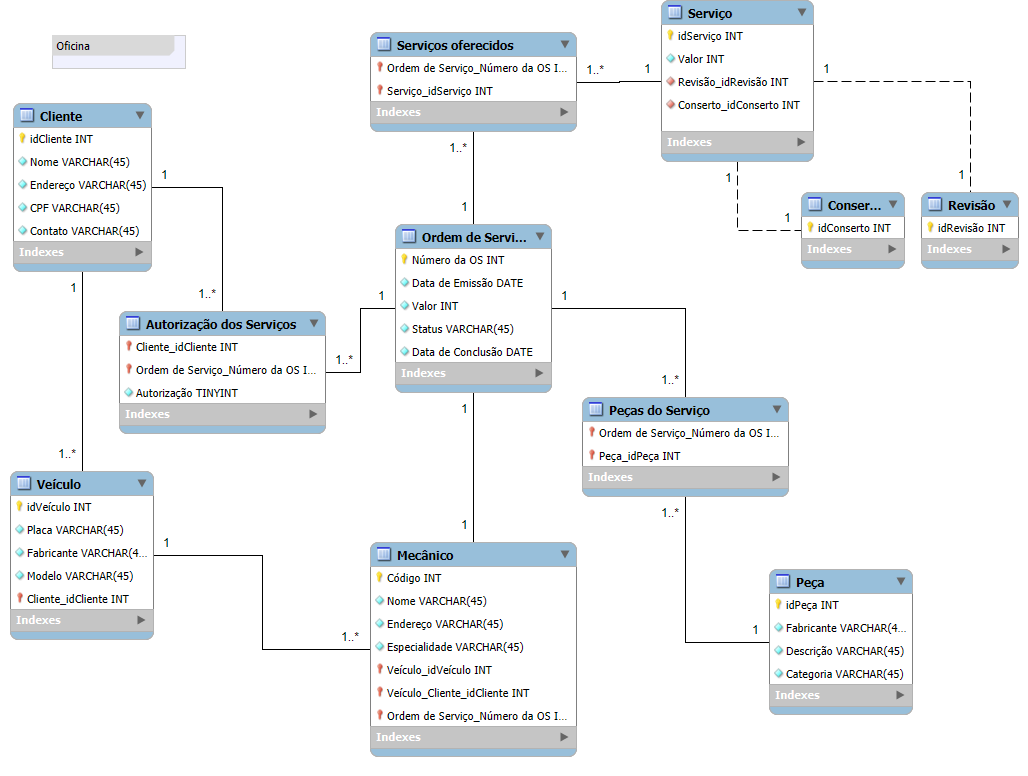 Oficina
Cliente
idCliente INT
Nome VARCHAR(45)
Endereço VARCHAR(45)
CPF VARCHAR(45)
Contato VARCHAR(45)
Indexes
Serviços oferecidos
Ordem de Serviço_Número da OS I...
Serviço_idServiço INT
Indexes
1..*
1
Serviço
idServiço INT
Valor INT
Revisão_idRevisão INT
Conserto_idConserto INT
Indexes
1
1
1
1
Conser...
idConserto INT
Indexes
Revisão
idRevisão INT
Indexes
1..*
1
Ordem de Servi...
Número da OS INT
Data de Emissão DATE
Valor INT
Status VARCHAR(45)
Data de Conclusão DATE
Indexes
1
1..*
Autorização dos Serviços
Cliente_idCliente INT
Ordem de Serviço_Número da OS I...
Autorização TINYINT
Indexes
1
1..*
1
1..*
Peças do Serviço
Ordem de Serviço_Número da OS I...
Peça_idPeça INT
Indexes
1
1..*
Veículo
idVeículo INT
Placa VARCHAR(45)
Fabricante VARCHAR(4...
Modelo VARCHAR(45)
Cliente_idCliente INT
Indexes
1
1..*
1
1
Mecânico
Código INT
Nome VARCHAR(45)
Endereço VARCHAR(45)
Especialidade VARCHAR(45)
Veículo_idVeículo INT
Veículo_Cliente_idCliente INT
Ordem de Serviço_Número da OS I...
Indexes
1..*
1
Peça
idPeça INT
Fabricante VARCHAR(4...
Descrição VARCHAR(45)
Categoria VARCHAR(45)
Indexes